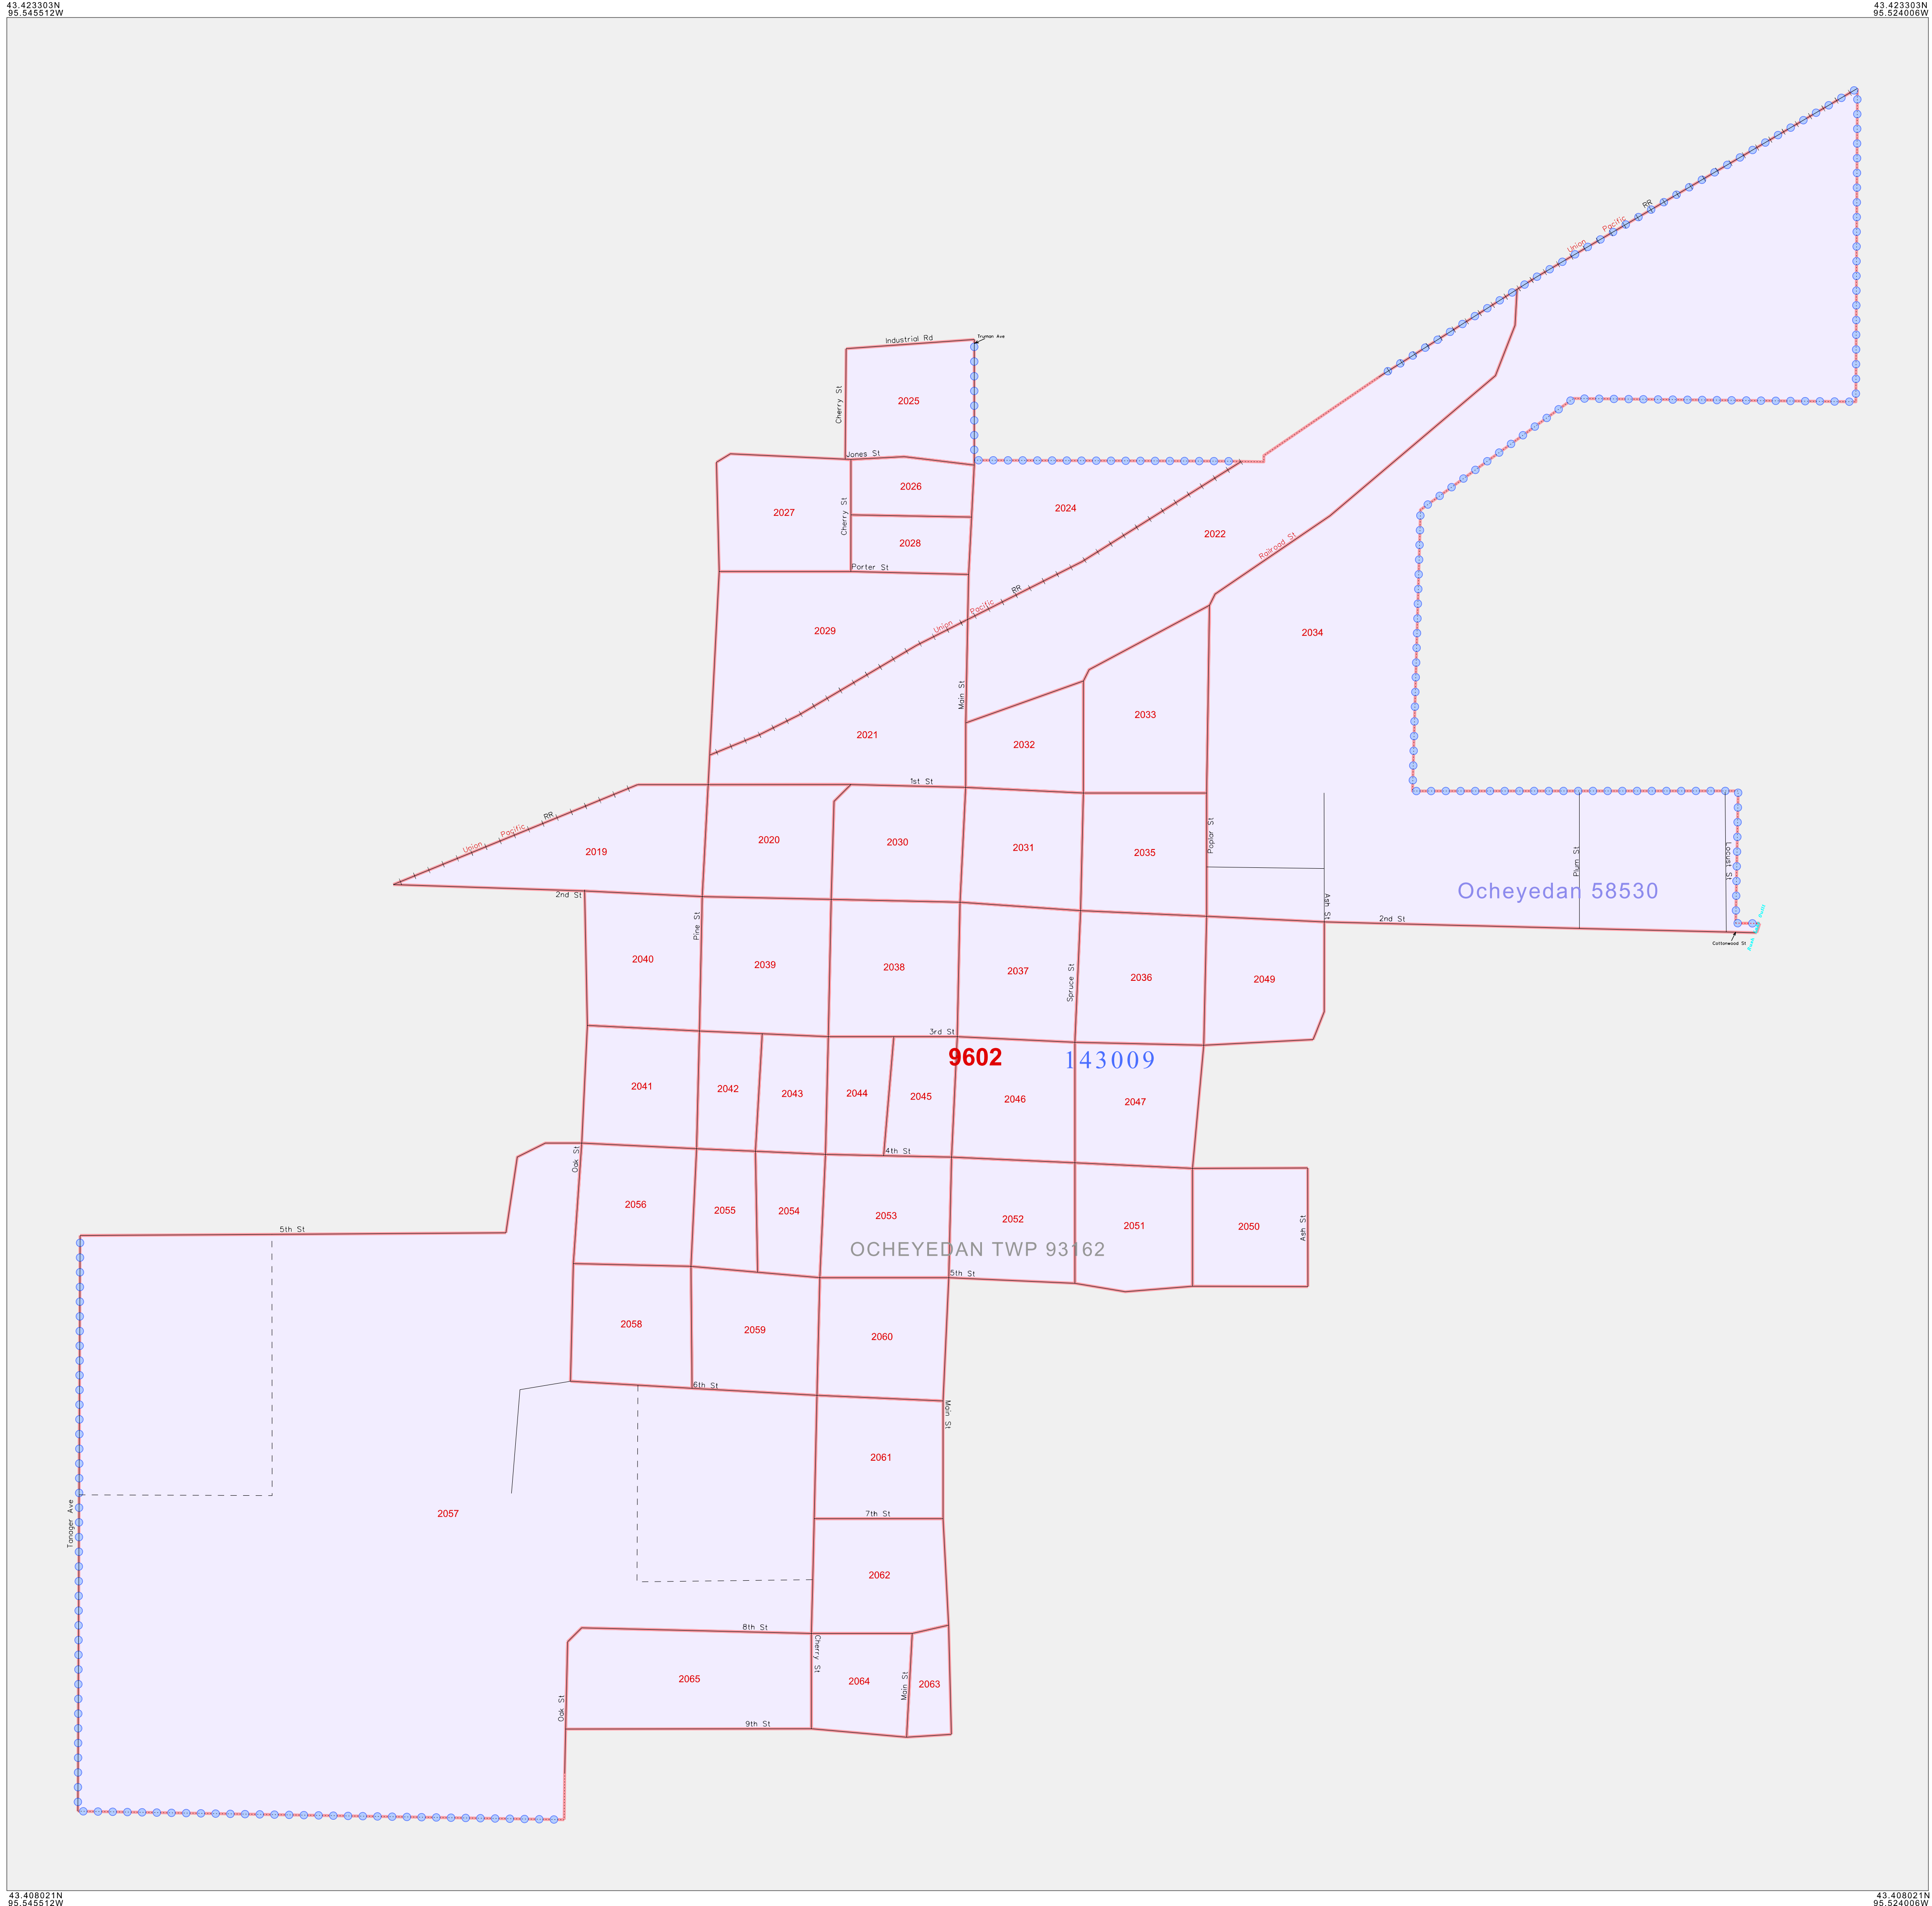 43.423303N
95.545512W
43.423303N
95.524006W
Union Pacific RR
Industrial Rd
Truman Ave
Cherry St
2025
Jones St
2026
2027
Cherry St
2024
2022
2028
Railroad St
Porter St
Union Pacific RR
2029
2034
Main St
2033
2021
2032
1st St
Union Pacific RR
2019
2020
2030
2031
2035
Poplar St
Plum St
Locust St
Ocheyedan 58530
2nd St
Ash St
2nd St
Pine St
Cottonwood St
2040
2039
2038
2037
Spruce St
2036
2049
3rd St
9602
143009
2041
2042
2043
2044
2045
2046
2047
4th St
Oak St
2056
2055
2054
2053
2052
2051
2050
Ash St
5th St
OCHEYEDAN TWP 93162
5th St
2058
2059
2060
6th St
Main St
2061
2057
7th St
Tanager Ave
2062
8th St
Cherry St
2065
2064
Main St
2063
Oak St
9th St
43.408021N
95.545512W
43.408021N
95.524006W